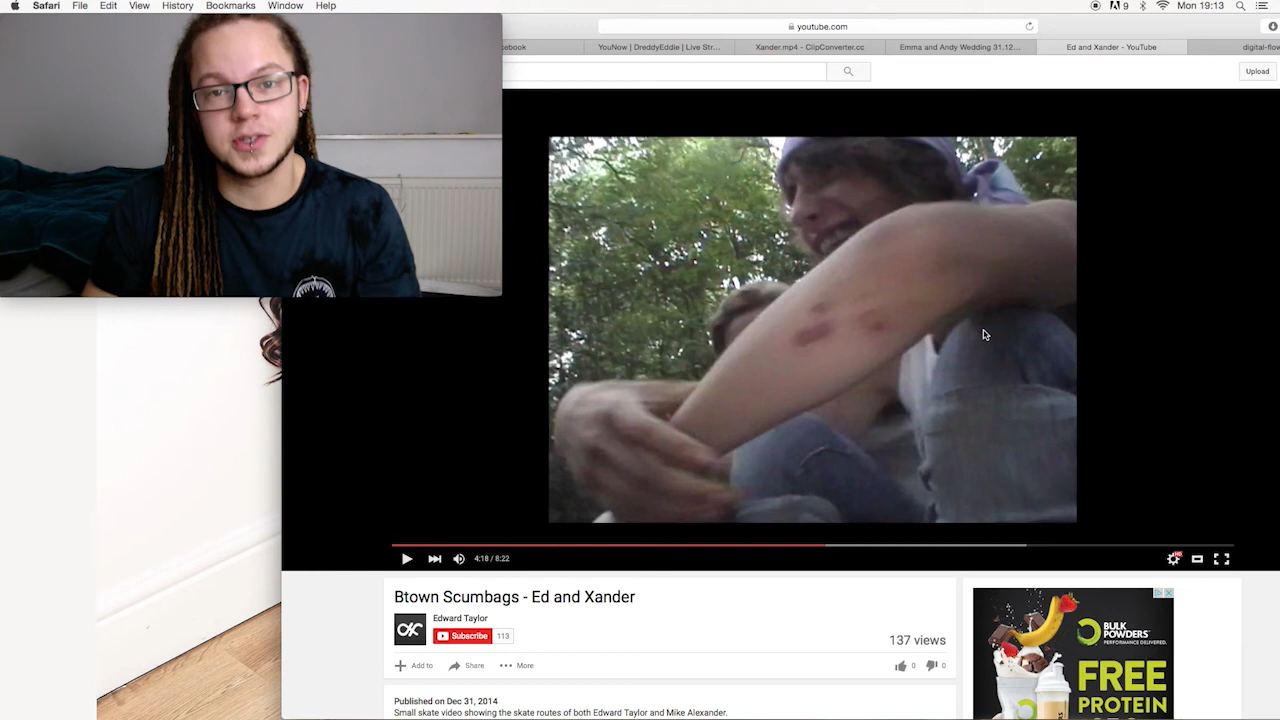 Safari File Edit View History Bookmarks Window Help
9 Mon 19:13
youtube.com
YouNow | DreddyEddie | Live Str...
Xander.mp4 - ClipConverter.cc
Emma and Andy Wedding 31.12...
Ed and Xander - YouTube
Upload
4:18 / 8:22
HD
Btown Scumbags - Ed and Xander
Edward Taylor
Subscribe 113
137 views
Add to Share More
0 0
Published on Dec 31, 2014
Small skate video showing the skate routes of both Edward Taylor and Mike Alexander.
BULK
POWDERS
PERFORMANCE DELIVERED.
FREE
PROTEIN